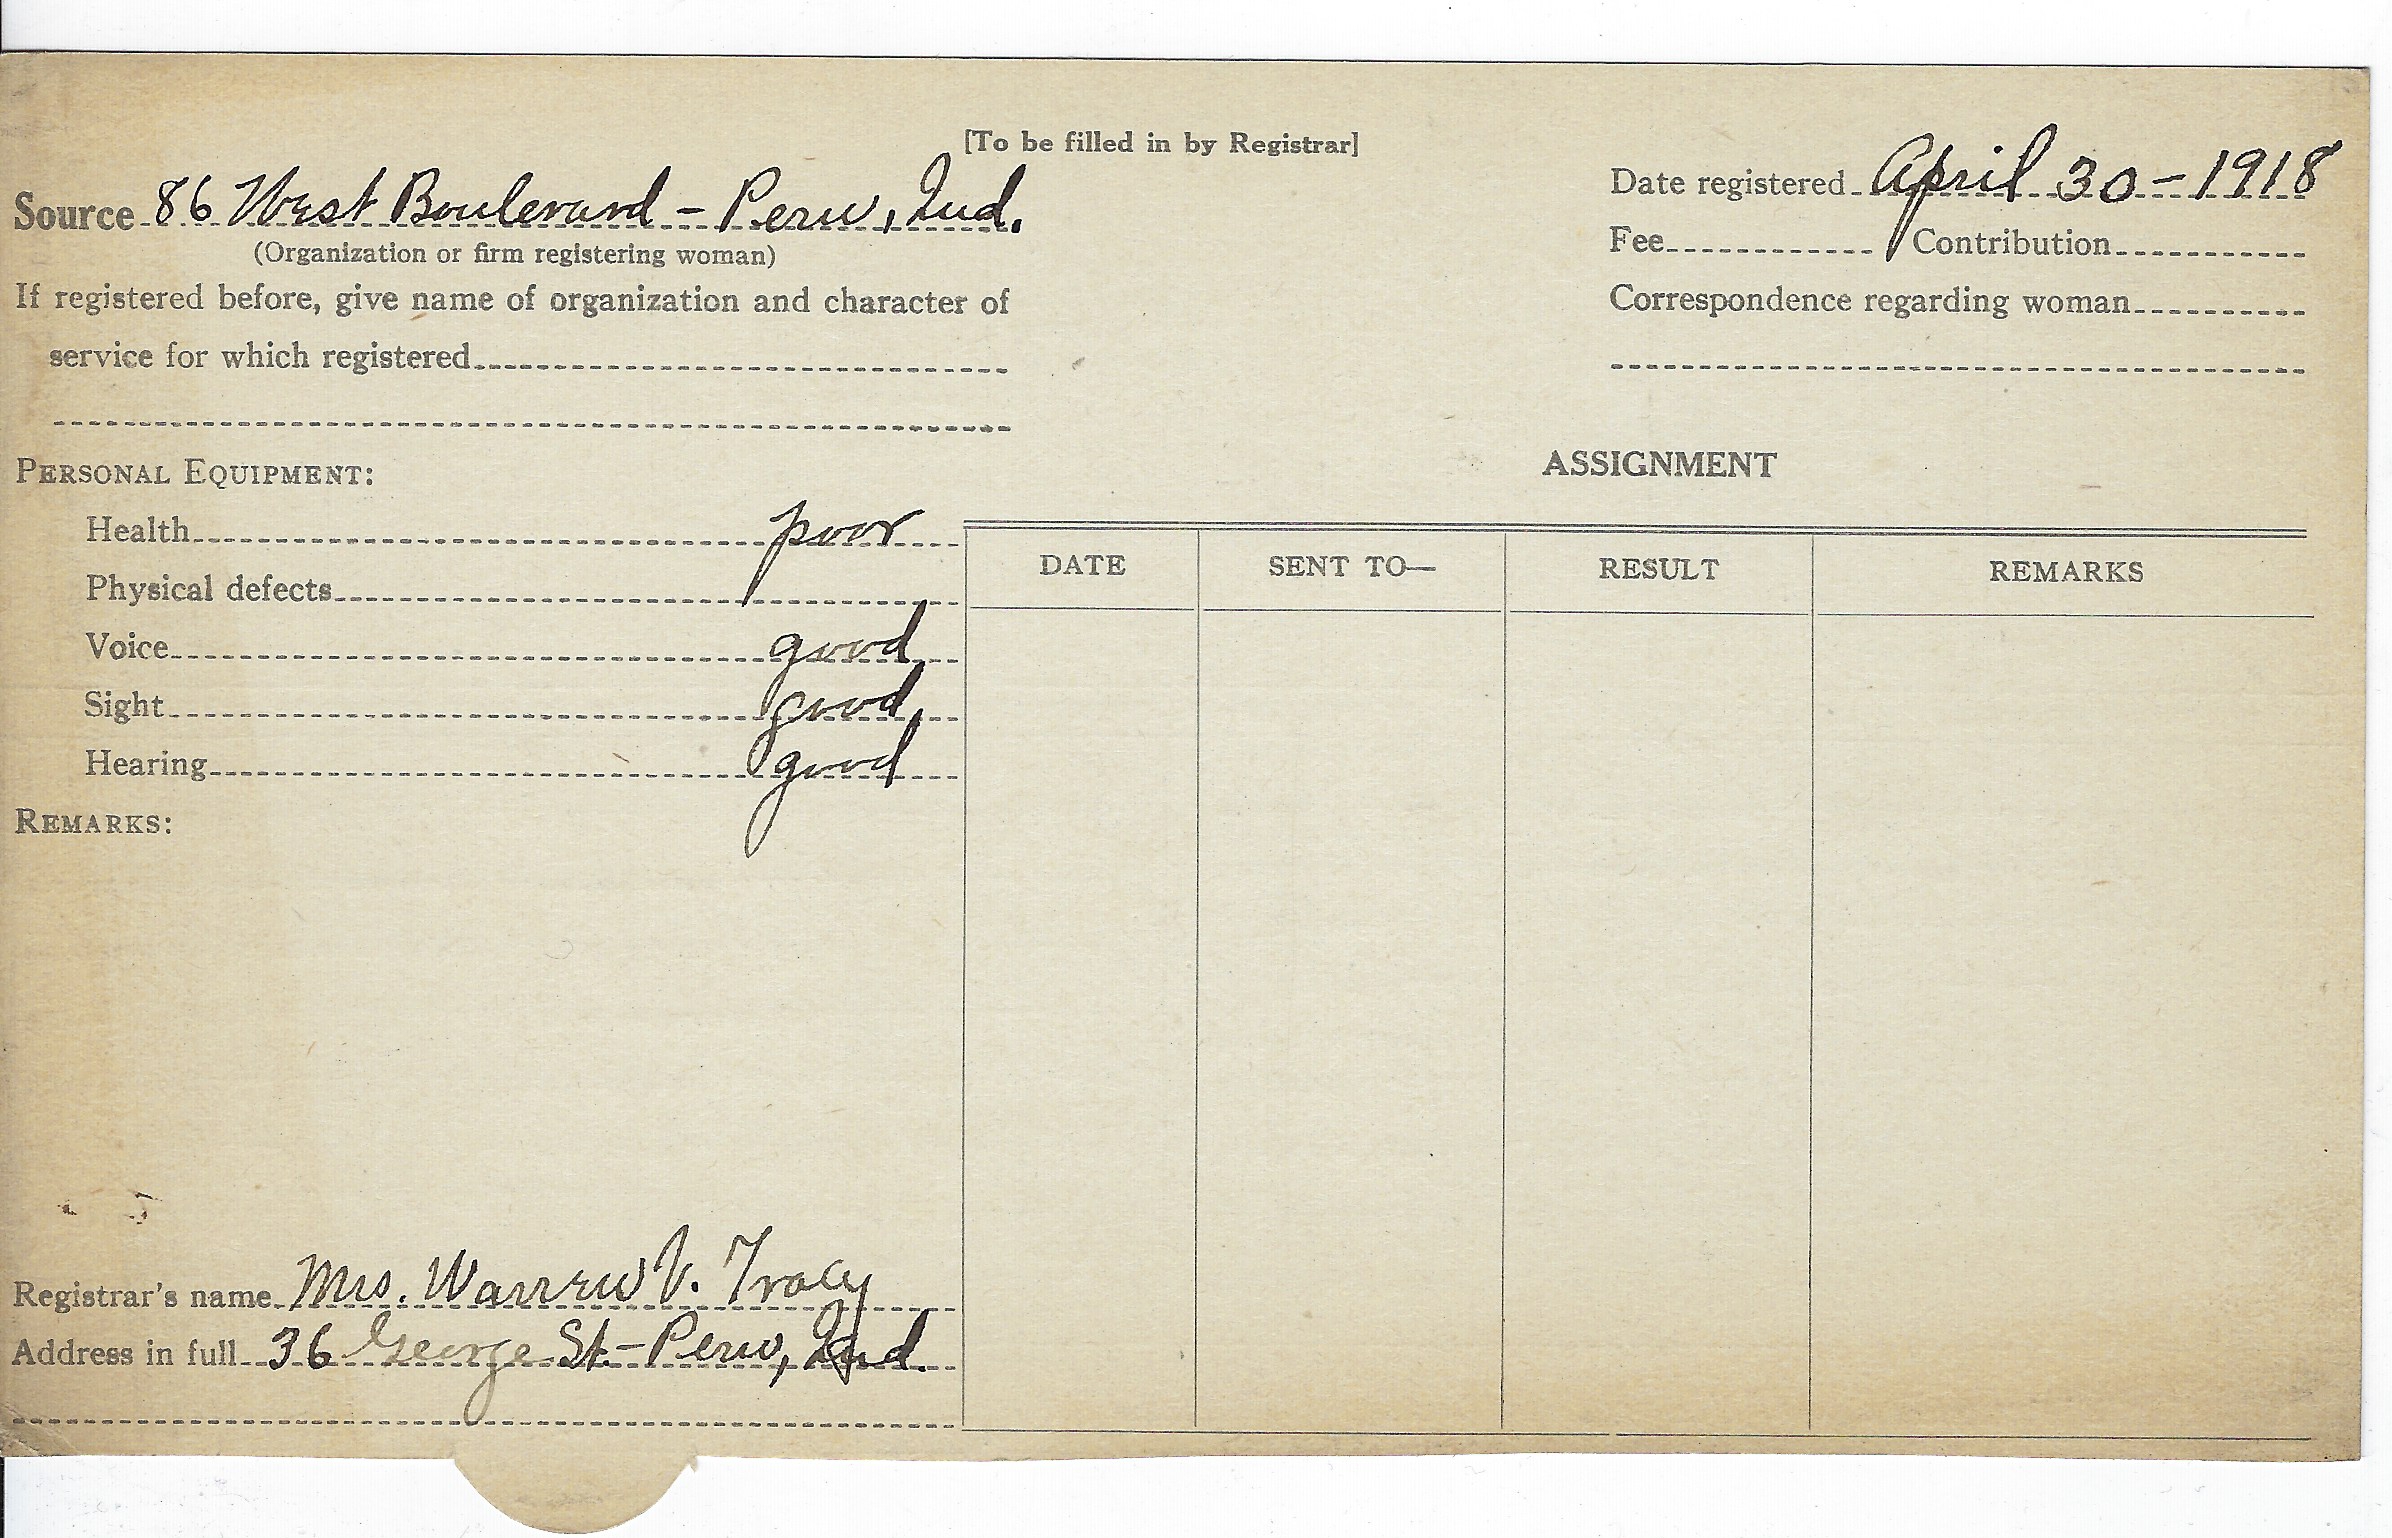 [To be filled in by Registrar]
Source 86 West Boulevard - Peru, Ind.
(Organization or firm registering woman)
If registered before, give name of organization and character of
service for which registered
Date registered April 30 - 1918
Fee Contribution
Correspondence regarding woman
PERSONAL EQUIPMENT:
Health poor
Physical defects
Voice good
Sight good
Hearing good
REMARKS:
ASSIGNMENT
DATE SENT TO— RESULT REMARKS
Registrar's name Mrs. Warren V. Tracy
Address in full 36 George St. - Peru, Ind.